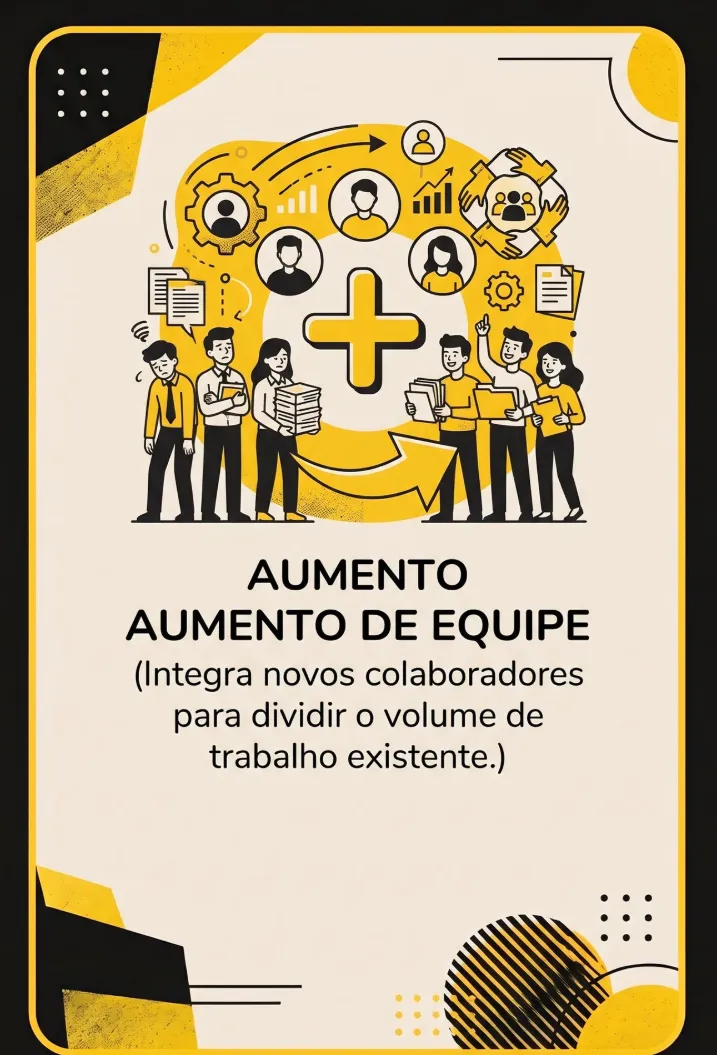 AUMENTO
AUMENTO DE EQUIPE
(Integra novos colaboradores
para dividir o volume de
trabalho existente.)